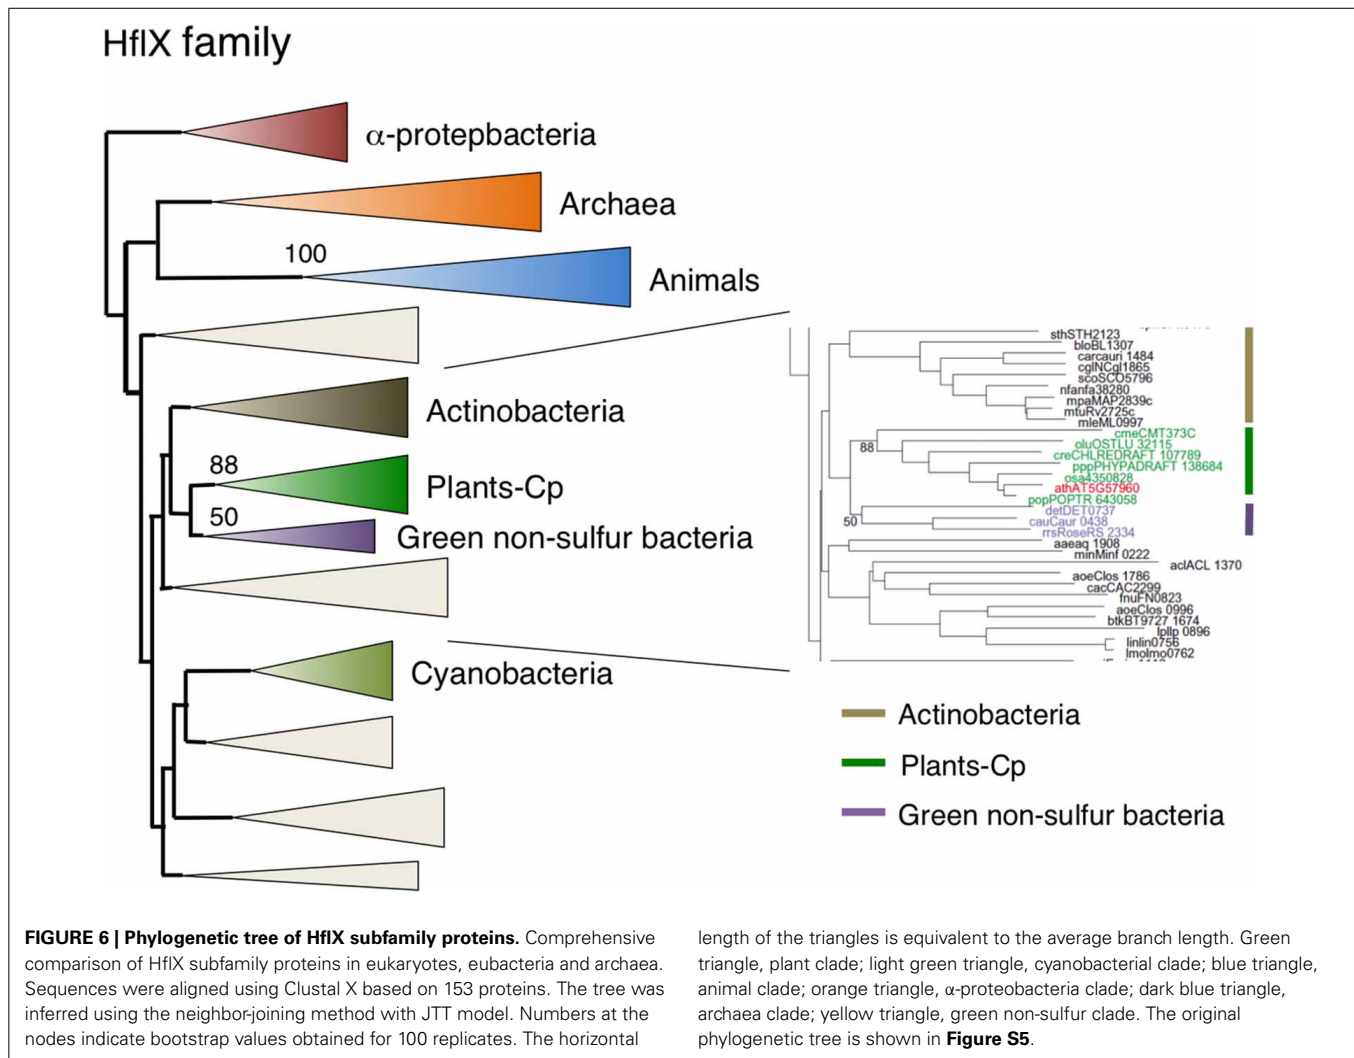 HflX family
α-protepbacteria
Archaea
100
Animals
Actinobacteria
88
Plants-Cp
50
Green non-sulfur bacteria
Cyanobacteria
sthSTH2123
bloBL1307
carcauri 1484
cglNCgl1865
scoSCO5796
nfanfa38280
mpaMAP2839c
mtuRv2725c
mleML0997
cmeCMT373C
88
oluOSTLU 32115
creCHLREDRAFT 107789
pppPHYPADRAFT 138684
osa4350828
athAT5G57960
popPOPTR 643058
detDET0737
50
cauCaur 0438
rrsRoseRS 2334
aaeaq 1908
minMinf 0222
aclACL 1370
aoeClos 1786
cacCAC2299
fnuFN0823
aoeClos 0996
btkBT9727 1674
lpllp 0896
linlin0756
lmolmo0762
Actinobacteria
Plants-Cp
Green non-sulfur bacteria
FIGURE 6 | Phylogenetic tree of HflX subfamily proteins. Comprehensive
comparison of HflX subfamily proteins in eukaryotes, eubacteria and archaea.
Sequences were aligned using Clustal X based on 153 proteins. The tree was
inferred using the neighbor-joining method with JTT model. Numbers at the
nodes indicate bootstrap values obtained for 100 replicates. The horizontal
length of the triangles is equivalent to the average branch length. Green
triangle, plant clade; light green triangle, cyanobacterial clade; blue triangle,
animal clade; orange triangle, α-proteobacteria clade; dark blue triangle,
archaea clade; yellow triangle, green non-sulfur clade. The original
phylogenetic tree is shown in Figure S5.